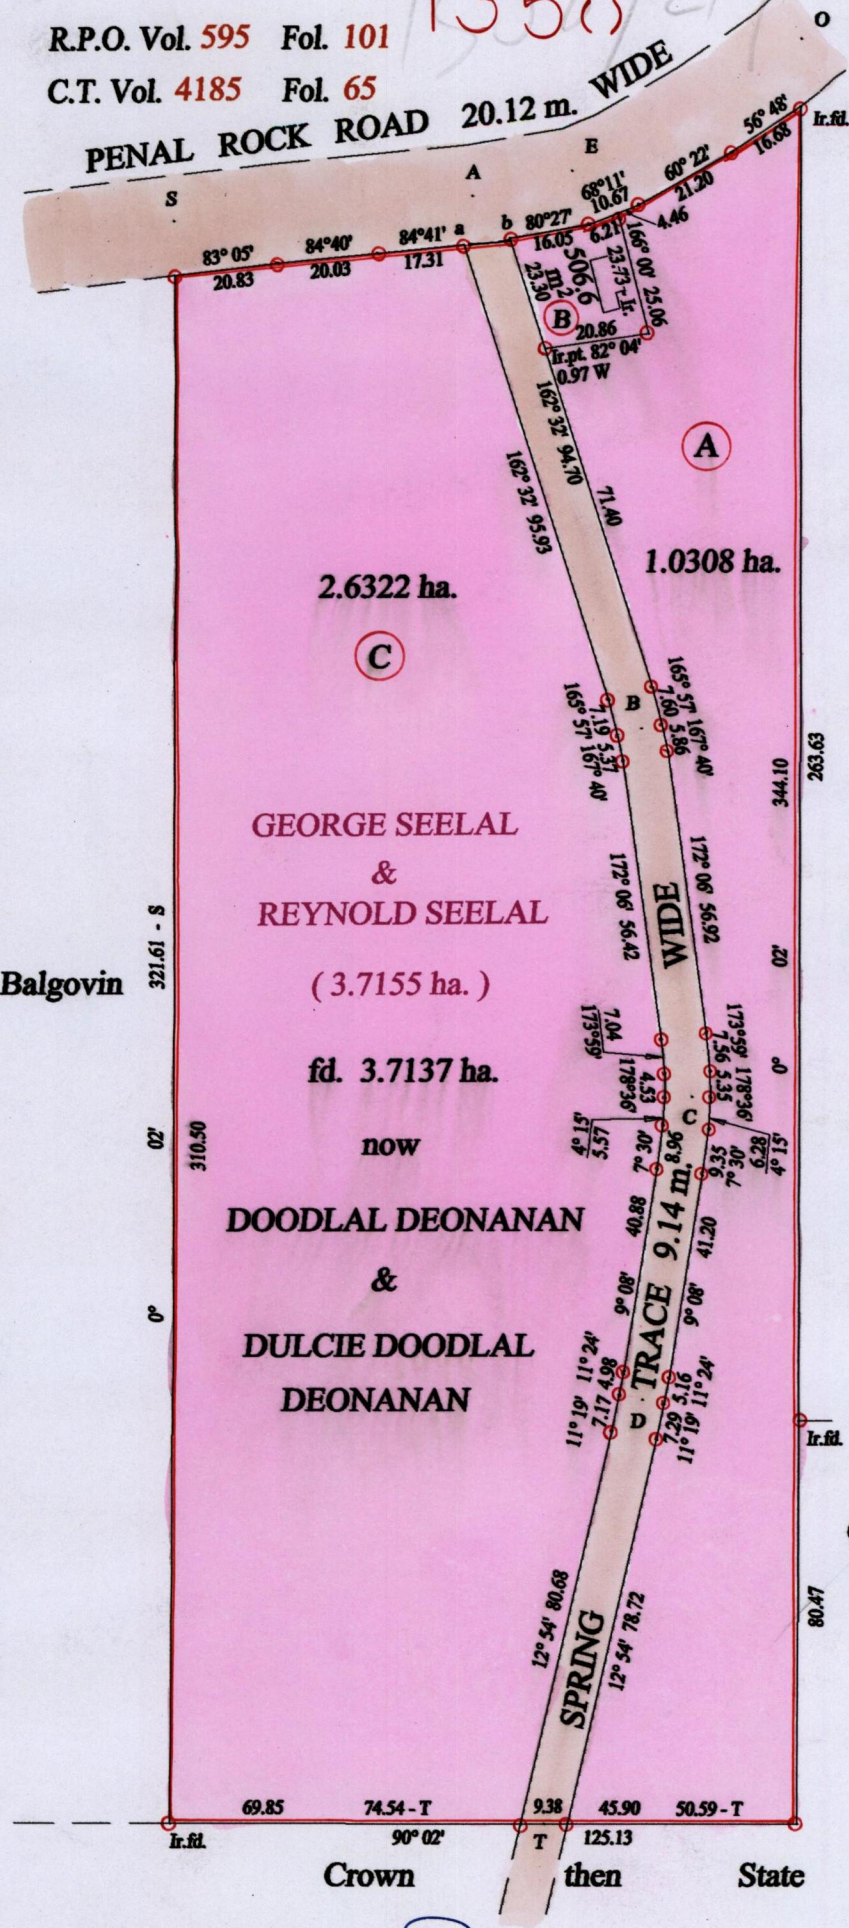 R.P.O. Vol. 595 Fol. 101
C.T. Vol. 4185 Fol. 65
PENAL ROCK ROAD 20.12 m. WIDE
O
S
A
E
56° 48'
16.68
Ir.fd.
60° 22'
21.20
68°11'
10.67
4.46
6.21
80°27'
16.05
b
a
84°41'
17.31
84°40'
20.03
83° 05'
20.83
506.6 m2
23.30
23.73 - Ir.
166° 00' 25.06
B
20.86
Ir.pt. 82° 04'
0.97 W
162° 32' 94.70
71.40
162° 32' 95.93
A
1.0308 ha.
2.6322 ha.
C
B
165° 57' 167° 40'
7.60 5.86
7.19 5.37
165° 57' 167° 40'
344.10
263.63
GEORGE SEELAL
&
REYNOLD SEELAL
( 3.7155 ha. )
172° 06' 56.42
172° 06' 56.92
WIDE
321.61 - S
Balgovin
02'
fd. 3.7137 ha.
7.04
173°59'
173°59' 178°36'
7.56 5.35
178°36'
4.53
0°
C
now
02'
310.50
4° 15'
5.57
7° 30'
8.96
9.35
7° 30'
6.28
4° 15'
DOODLAL DEONANAN
&
DULCIE DOODLAL
DEONANAN
40.88
9° 08'
41.20
9° 08'
0°
TRACE 9.14 m.
11° 19' 11° 24'
7.17 4.98
D
7.29 5.16
11° 19' 11° 24'
Ir.fd.
12° 54' 80.68
12° 54' 78.72
SPRING
80.47
69.85 74.54 - T 9.38 45.90 50.59 - T
Ir.fd. 90° 02' T 125.13
Crown then State